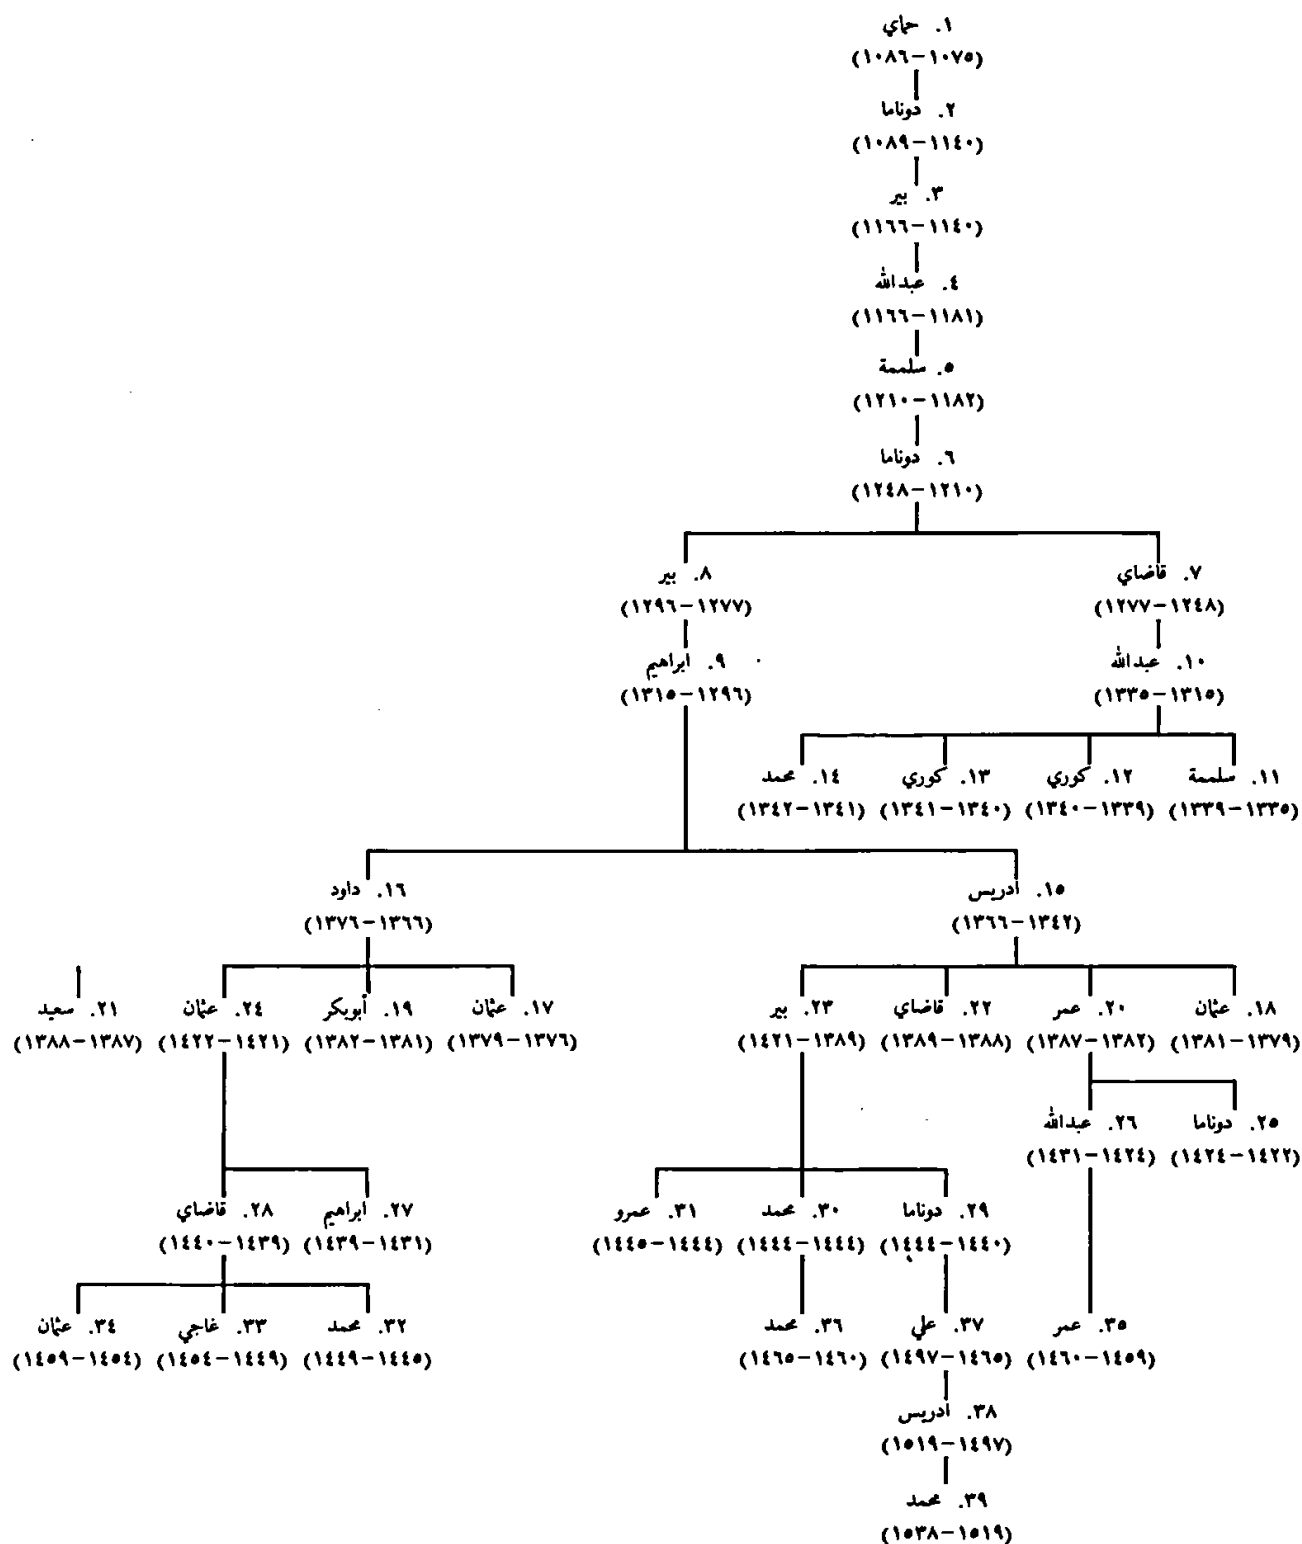 ١. حماي
(١٠٧٥-١٠٨٦)
٢. دوناما
(١١٤٠-١٠٨٩)
٣. بير
(١١٤٠-١١٦٦)
٤. عبدالله
(١١٨١-١١٦٦)
٥. سلممة
(١١٨٢-١٢١٠)
٦. دوناما
(١٢١٠-١٢٤٨)
٧. قاضاي ٨. بير
(١٢٤٨-١٢٧٧) (١٢٧٧-١٢٩٦)
١٠. عبدالله ٩. ابراهيم
(١٣١٥-١٣٣٥) (١٢٩٦-١٣١٥)
١١. سلممة ١٢. كوري ١٣. كوري ١٤. محمد
(١٣٣٥-١٣٣٩) (١٣٣٩-١٣٤٠) (١٣٤٠-١٣٤١) (١٣٤١-١٣٤٢)
١٥. ادريس ١٦. داود
(١٣٤٢-١٣٦٦) (١٣٦٦-١٣٧٦)
١٨. عثمان ٢٠. عمر ٢٢. قاضاي ٢٣. بير ١٧. عثمان ١٩. أبوبكر ٢٤. عثمان ٢١. سعيد
(١٣٧٩-١٣٨١) (١٣٨٢-١٣٨٧) (١٣٨٨-١٣٨٩) (١٣٨٩-١٤٢١) (١٣٧٦-١٣٧٩) (١٣٨١-١٣٨٢) (١٤٢١-١٤٢٢) (١٣٨٧-١٣٨٨)
٢٥. دوناما ٢٦. عبدالله
(١٤٢٢-١٤٢٤) (١٤٢٤-١٤٣١)
٢٩. دوناما ٣٠. محمد ٣١. عمرو ٢٧. ابراهيم ٢٨. قاضاي
(١٤٤٠-١٤٤٤) (١٤٤٤-١٤٤٤) (١٤٤٤-١٤٤٥) (١٤٣١-١٤٣٩) (١٤٣٩-١٤٤٠)
٣٥. عمر ٣٧. علي ٣٦. محمد ٣٢. محمد ٣٣. غاجي ٣٤. عثمان
(١٤٥٩-١٤٦٠) (١٤٦٥-١٤٩٧) (١٤٦٠-١٤٦٥) (١٤٤٥-١٤٤٩) (١٤٤٩-١٤٥٤) (١٤٥٤-١٤٥٩)
٣٨. ادريس
(١٤٩٧-١٥١٩)
٣٩. محمد
(١٥١٩-١٥٣٨)